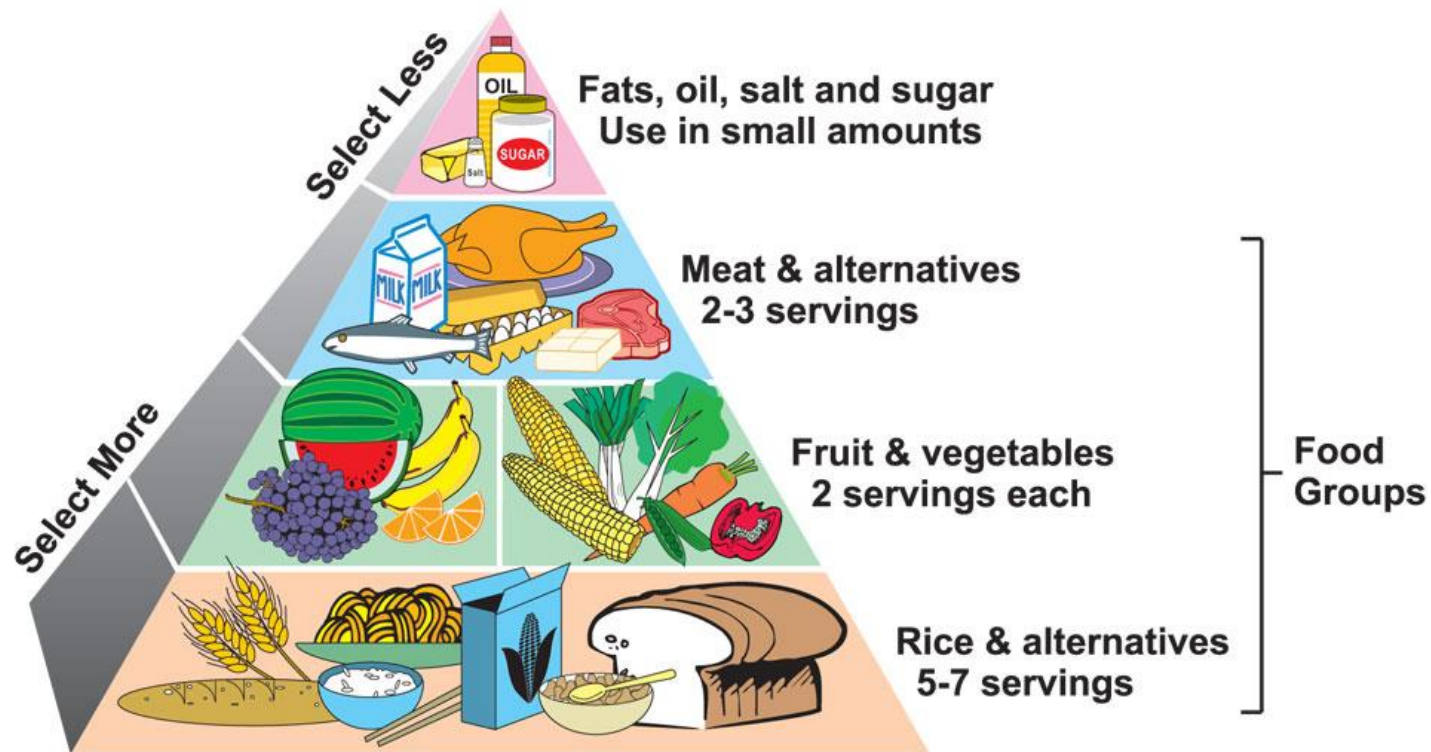 Select Less
OIL
SUGAR
Salt
Fats, oil, salt and sugar
Use in small amounts
MILK MILK
Meat & alternatives
2-3 servings
Select More
Fruit & vegetables
2 servings each
Food
Groups
Rice & alternatives
5-7 servings